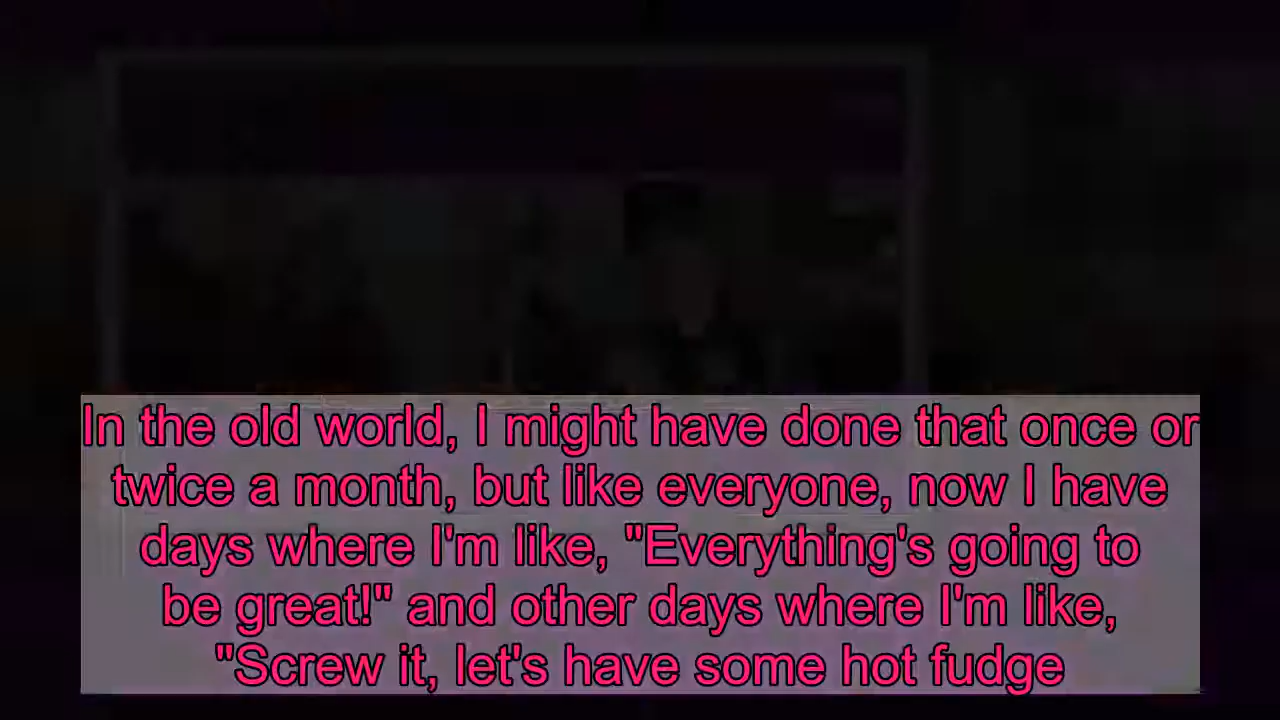 In the old world, I might have done that once or
twice a month, but like everyone, now I have
days where I'm like, "Everything's going to
be great!" and other days where I'm like,
"Screw it, let's have some hot fudge